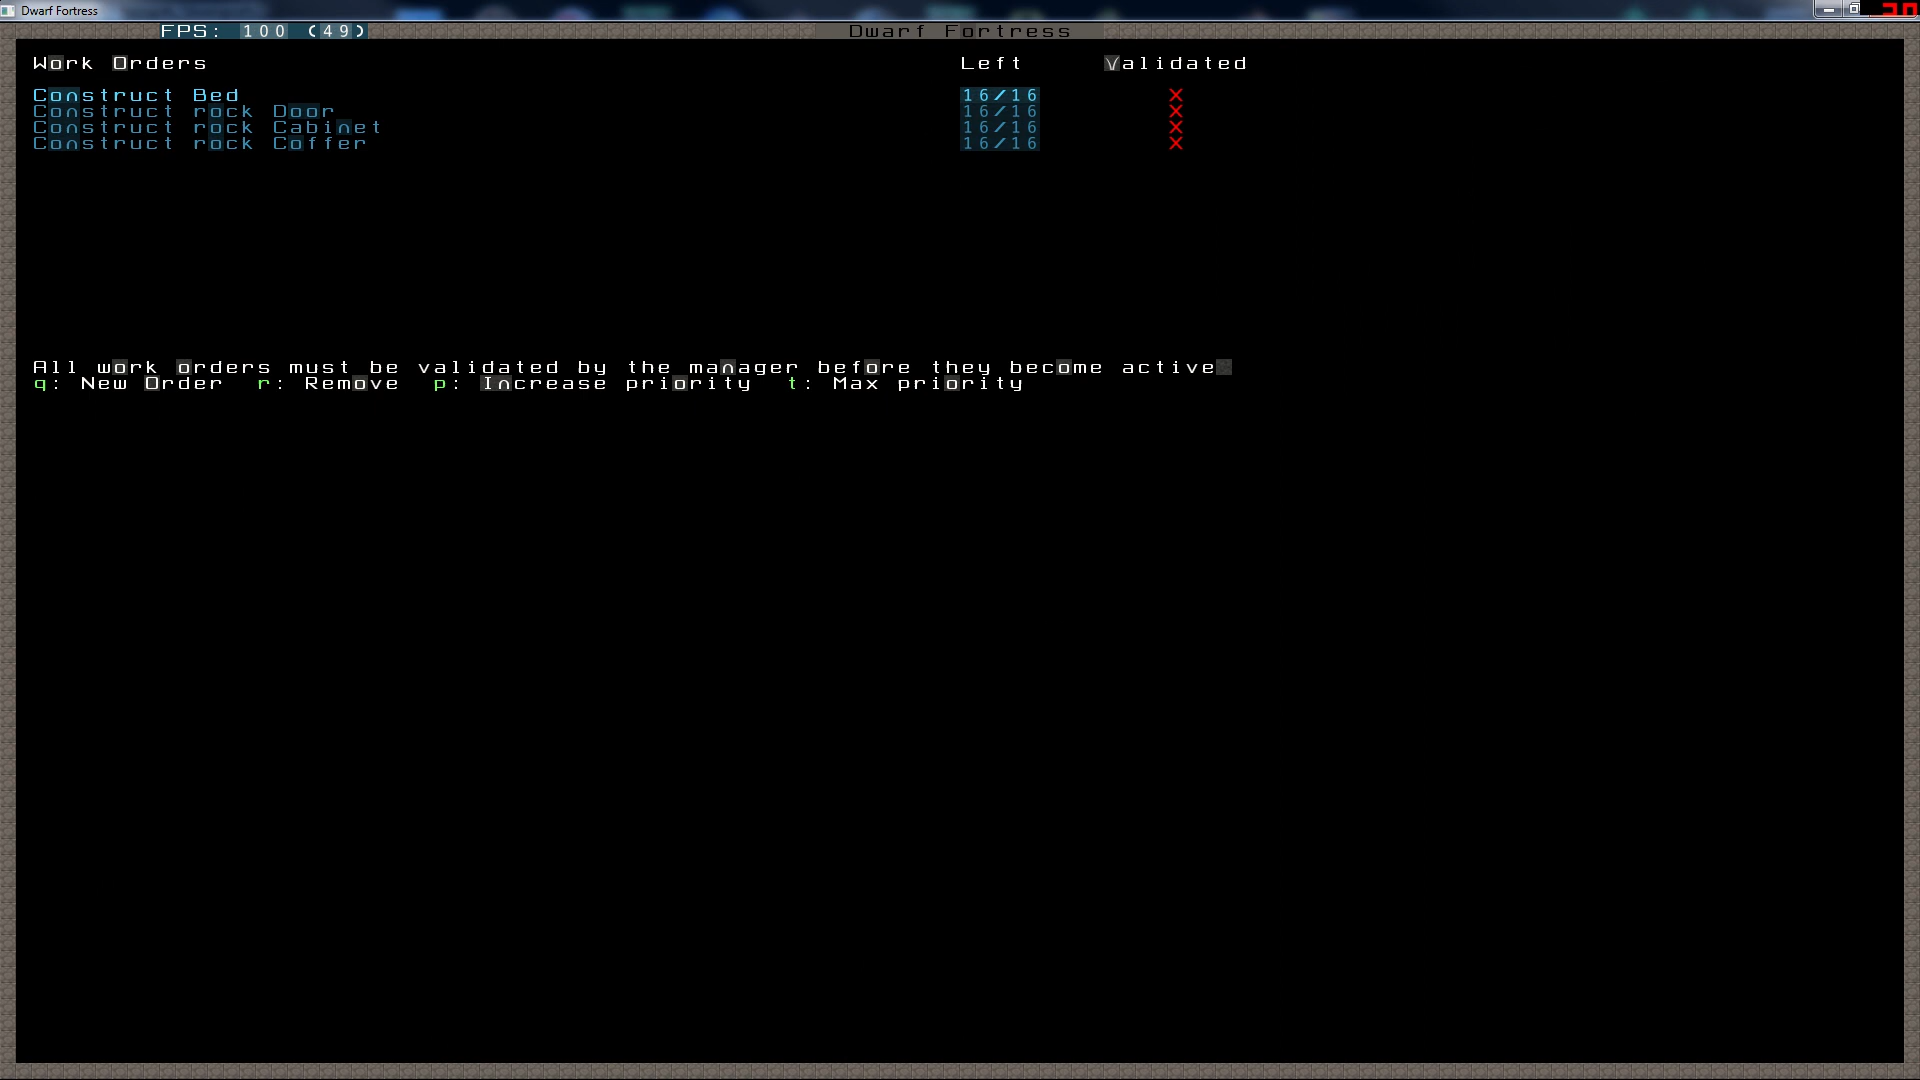 Dwarf Fortress
FPS: 100 (49) Dwarf Fortress
Work Orders Left Validated
Construct Bed 16/16 X
Construct rock Door 16/16 X
Construct rock Cabinet 16/16 X
Construct rock Coffer 16/16 X
All work orders must be validated by the manager before they become active.
q: New Order r: Remove p: Increase priority t: Max priority